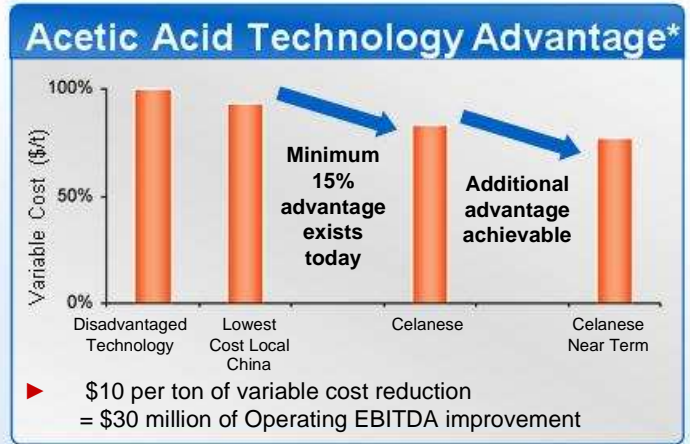 Acetic Acid Technology Advantage*
100%
50%
0%
Variable Cost ($/t)
Minimum
15%
advantage
exists
today
Additional
advantage
achievable
Disadvantaged
Technology
Lowest
Cost Local
China
Celanese
Celanese
Near Term
► $10 per ton of variable cost reduction
= $30 million of Operating EBITDA improvement